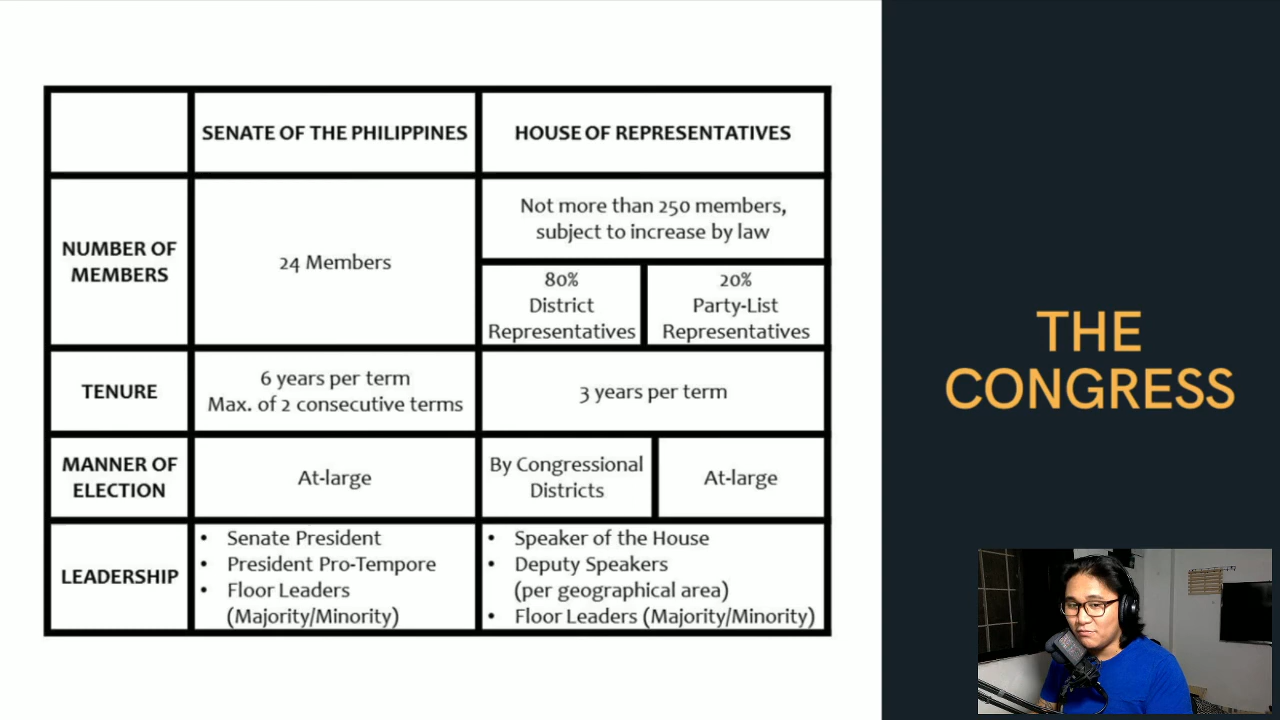 SENATE OF THE PHILIPPINES
HOUSE OF REPRESENTATIVES
NUMBER OF
MEMBERS
24 Members
Not more than 250 members,
subject to increase by law
80%
District
Representatives
20%
Party-List
Representatives
TENURE
6 years per term
Max. of 2 consecutive terms
3 years per term
MANNER OF
ELECTION
At-large
By Congressional
Districts
At-large
LEADERSHIP
• Senate President
• President Pro-Tempore
• Floor Leaders
(Majority/Minority)
• Speaker of the House
• Deputy Speakers
(per geographical area)
• Floor Leaders (Majority/Minority)
THE
CONGRESS